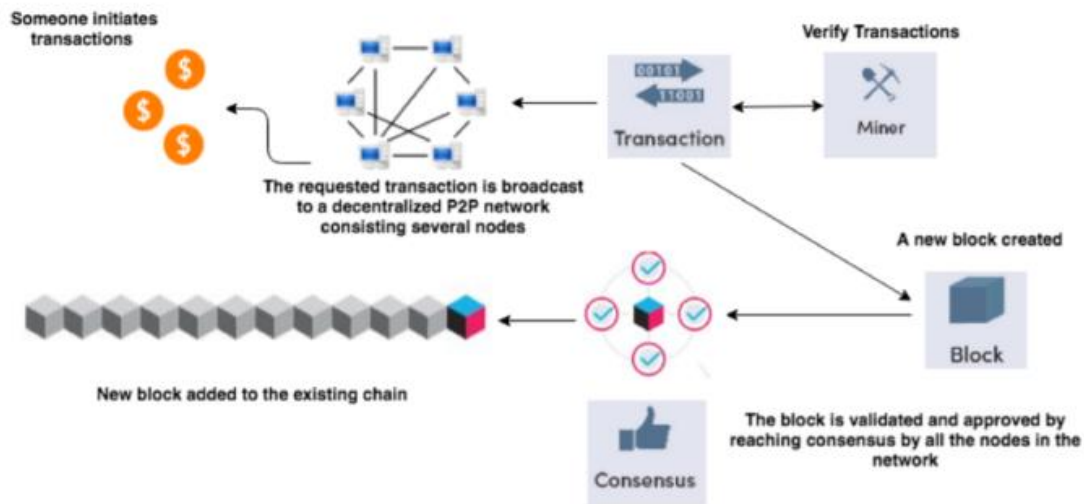 Someone initiates
transactions
$
$
$
The requested transaction is broadcast
to a decentralized P2P network
consisting several nodes
00101
11001
Transaction
Verify Transactions
Miner
A new block created
Block
The block is validated and approved by
reaching consensus by all the nodes in the
network
Consensus
New block added to the existing chain